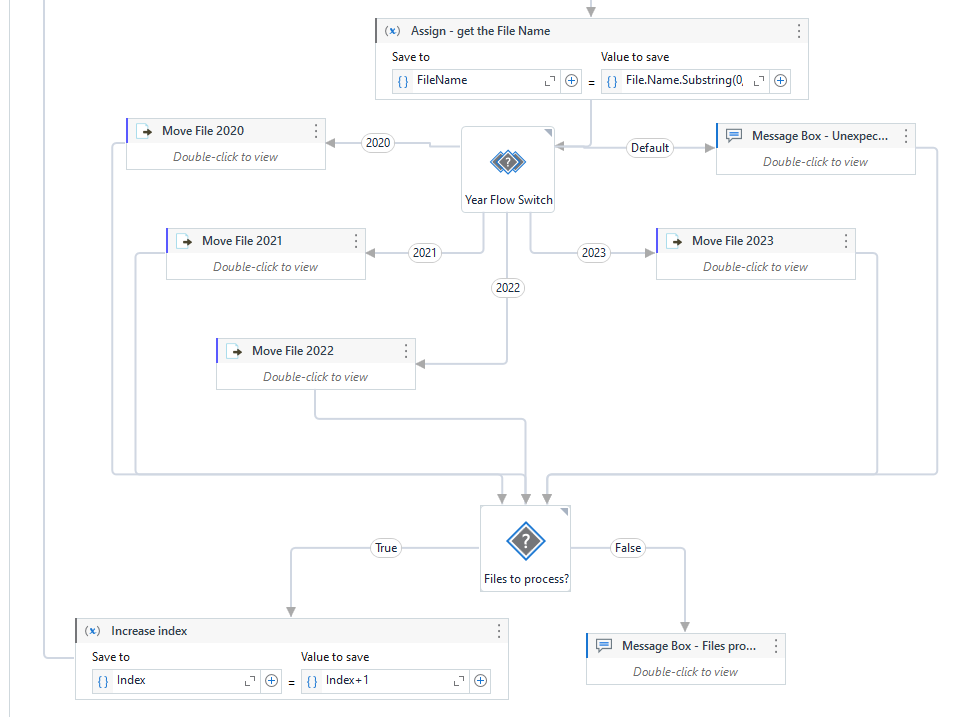 (x) Assign - get the File Name
Save to
Value to save
{} FileName
=
{} File.Name.Substring(0,
Move File 2020
Double-click to view
2020
?
Year Flow Switch
Default
Message Box - Unexpec...
Double-click to view
Move File 2021
Double-click to view
2021
2023
Move File 2023
Double-click to view
2022
Move File 2022
Double-click to view
?
Files to process?
True
False
(x) Increase index
Save to
Value to save
{} Index
=
{} Index+1
Message Box - Files pro...
Double-click to view